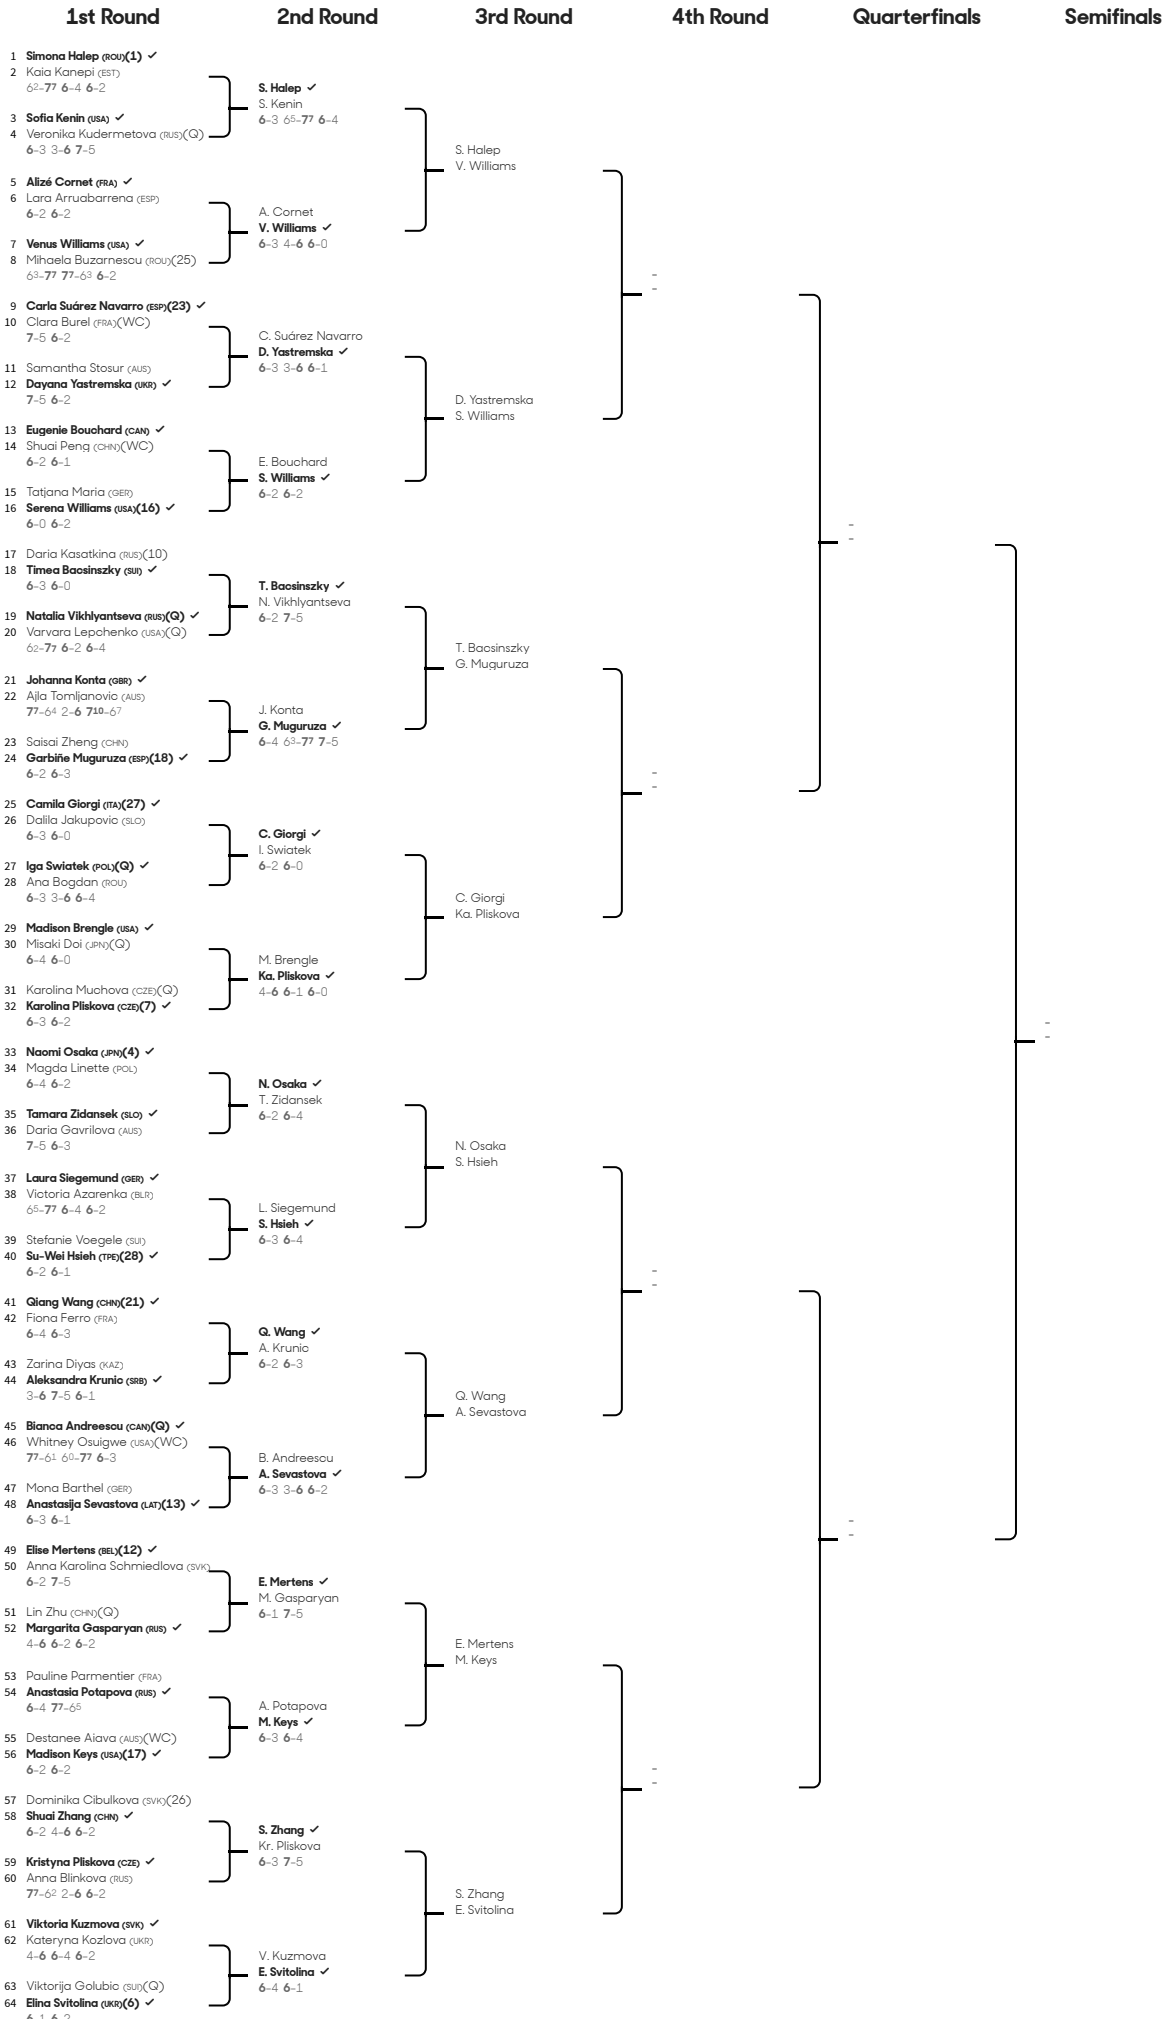 1st Round
2nd Round
3rd Round
4th Round
Quarterfinals
Semifinals
1 Simona Halep (ROU)(1) ✓
2 Kaia Kanepi (EST)
6²-7⁷ 6-4 6-2
3 Sofia Kenin (USA) ✓
4 Veronika Kudermetova (RUS)(Q)
6-3 3-6 7-5
5 Alizé Cornet (FRA) ✓
6 Lara Arruabarrena (ESP)
6-2 6-2
7 Venus Williams (USA) ✓
8 Mihaela Buzarnescu (ROU)(25)
6³-7⁷ 7⁷-6³ 6-2
9 Carla Suárez Navarro (ESP)(23) ✓
10 Clara Burel (FRA)(WC)
7-5 6-2
11 Samantha Stosur (AUS)
12 Dayana Yastremska (UKR) ✓
7-5 6-2
13 Eugenie Bouchard (CAN) ✓
14 Shuai Peng (CHN)(WC)
6-2 6-1
15 Tatjana Maria (GER)
16 Serena Williams (USA)(16) ✓
6-0 6-2
17 Daria Kasatkina (RUS)(10)
18 Timea Bacsinszky (SUI) ✓
6-3 6-0
19 Natalia Vikhlyantseva (RUS)(Q) ✓
20 Varvara Lepchenko (USA)(Q)
6²-7⁷ 6-2 6-4
21 Johanna Konta (GBR) ✓
22 Ajla Tomljanovic (AUS)
7⁷-6⁴ 2-6 7¹⁰-6⁷
23 Saisai Zheng (CHN)
24 Garbiñe Muguruza (ESP)(18) ✓
6-2 6-3
25 Camila Giorgi (ITA)(27) ✓
26 Dalila Jakupovic (SLO)
6-3 6-0
27 Iga Swiatek (POL)(Q) ✓
28 Ana Bogdan (ROU)
6-3 3-6 6-4
29 Madison Brengle (USA) ✓
30 Misaki Doi (JPN)(Q)
6-4 6-0
31 Karolina Muchova (CZE)(Q)
32 Karolina Pliskova (CZE)(7) ✓
6-3 6-2
33 Naomi Osaka (JPN)(4) ✓
34 Magda Linette (POL)
6-4 6-2
35 Tamara Zidansek (SLO) ✓
36 Daria Gavrilova (AUS)
7-5 6-3
37 Laura Siegemund (GER) ✓
38 Victoria Azarenka (BLR)
6⁵-7⁷ 6-4 6-2
39 Stefanie Voegele (SUI)
40 Su-Wei Hsieh (TPE)(28) ✓
6-2 6-1
41 Qiang Wang (CHN)(21) ✓
42 Fiona Ferro (FRA)
6-4 6-3
43 Zarina Diyas (KAZ)
44 Aleksandra Krunic (SRB) ✓
3-6 7-5 6-1
45 Bianca Andreescu (CAN)(Q) ✓
46 Whitney Osuigwe (USA)(WC)
7⁷-6¹ 6⁰-7⁷ 6-3
47 Mona Barthel (GER)
48 Anastasija Sevastova (LAT)(13) ✓
6-3 6-1
49 Elise Mertens (BEL)(12) ✓
50 Anna Karolina Schmiedlova (SVK)
6-2 7-5
51 Lin Zhu (CHN)(Q)
52 Margarita Gasparyan (RUS) ✓
4-6 6-2 6-2
53 Pauline Parmentier (FRA)
54 Anastasia Potapova (RUS) ✓
6-4 7⁷-6⁵
55 Destanee Aiava (AUS)(WC)
56 Madison Keys (USA)(17) ✓
6-2 6-2
57 Dominika Cibulkova (SVK)(26)
58 Shuai Zhang (CHN) ✓
6-2 4-6 6-2
59 Kristyna Pliskova (CZE) ✓
60 Anna Blinkova (RUS)
7⁷-6² 2-6 6-2
61 Viktoria Kuzmova (SVK) ✓
62 Kateryna Kozlova (UKR)
4-6 6-4 6-2
63 Viktorija Golubic (SUI)(Q)
64 Elina Svitolina (UKR)(6) ✓
6-1 6-2
S. Halep ✓
S. Kenin
6-3 6⁵-7⁷ 6-4
A. Cornet
V. Williams ✓
6-3 4-6 6-0
C. Suárez Navarro
D. Yastremska ✓
6-3 3-6 6-1
E. Bouchard
S. Williams ✓
6-2 6-2
T. Bacsinszky ✓
N. Vikhlyantseva
6-2 7-5
J. Konta
G. Muguruza ✓
6-4 6³-7⁷ 7-5
C. Giorgi ✓
I. Swiatek
6-2 6-0
M. Brengle
Ka. Pliskova ✓
4-6 6-1 6-0
N. Osaka ✓
T. Zidansek
6-2 6-4
L. Siegemund
S. Hsieh ✓
6-3 6-4
Q. Wang ✓
A. Krunic
6-2 6-3
B. Andreescu
A. Sevastova ✓
6-3 3-6 6-2
E. Mertens ✓
M. Gasparyan
6-1 7-5
A. Potapova
M. Keys ✓
6-3 6-4
S. Zhang ✓
Kr. Pliskova
6-3 7-5
V. Kuzmova
E. Svitolina ✓
6-4 6-1
S. Halep
V. Williams
D. Yastremska
S. Williams
T. Bacsinszky
G. Muguruza
C. Giorgi
Ka. Pliskova
N. Osaka
S. Hsieh
Q. Wang
A. Sevastova
E. Mertens
M. Keys
S. Zhang
E. Svitolina
-
-
-
-
-
-
-
-
-
-
-
-
-
-